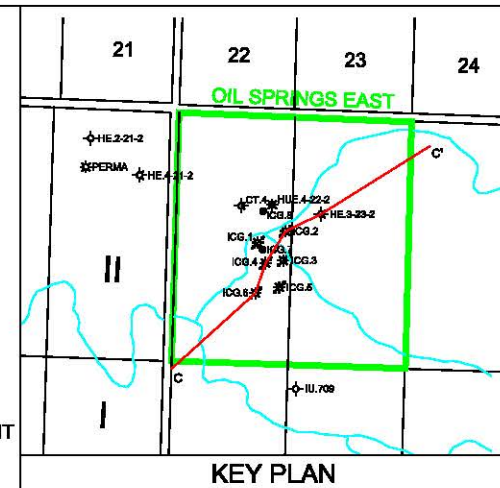 21
22
23
24
OIL SPRINGS EAST
HE.2-21-2
PERMA
HE.4-21-2
C'
CT.4
HUE.4-22-2
ICG.8
HE.3-23-2
ICG.2
ICG.1
ICG.7
ICG.4
ICG.3
II
ICG.6
ICG.5
C
IU.709
I
IT
KEY PLAN